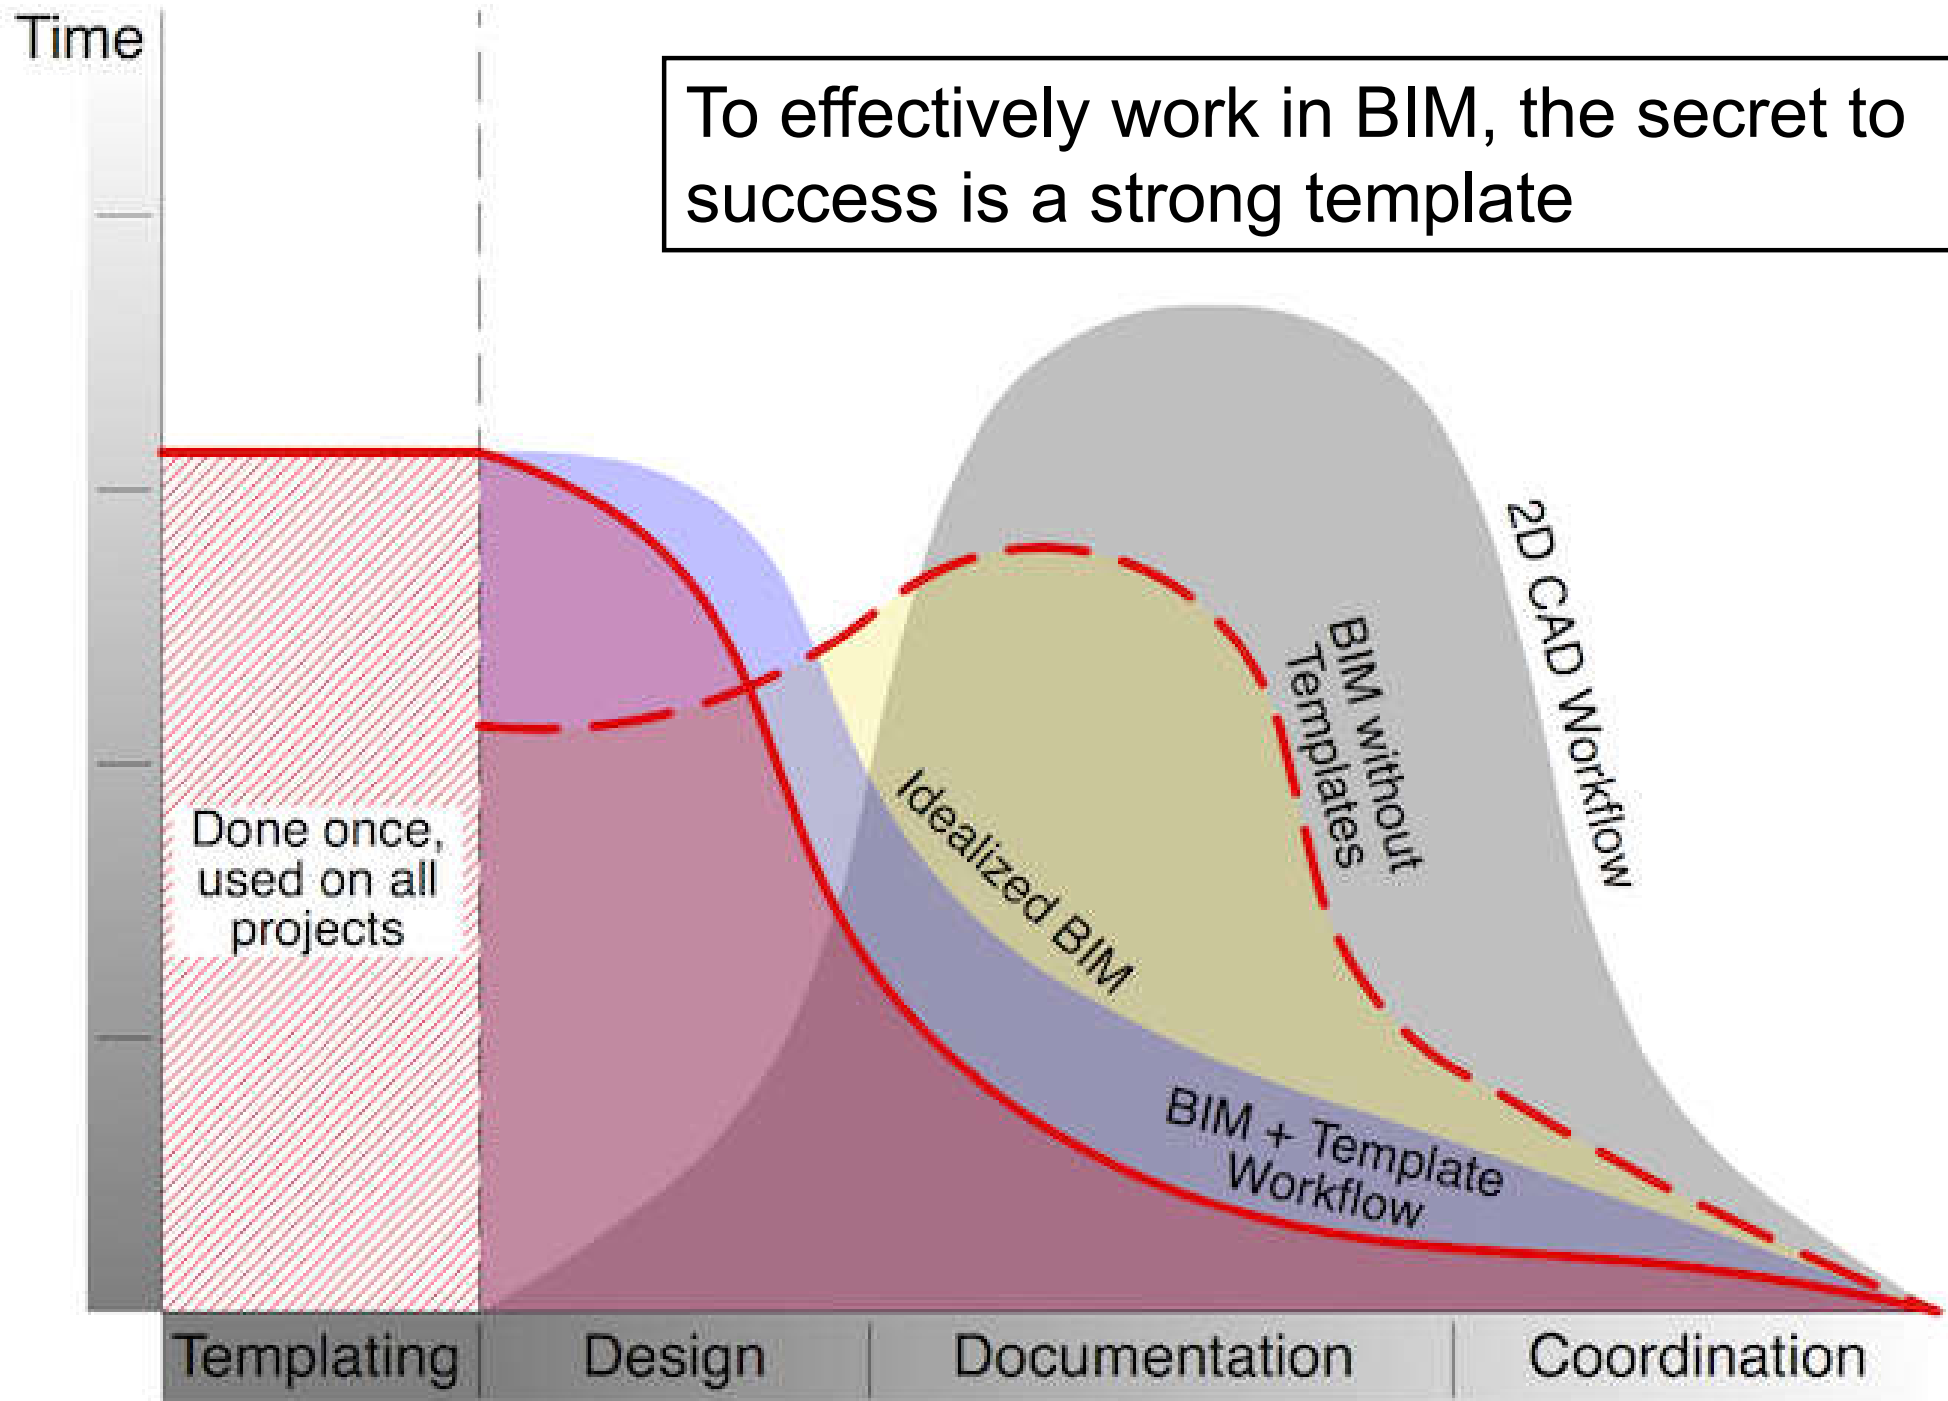 Time
To effectively work in BIM, the secret to
success is a strong template
2D CAD Workflow
BIM without
Templates
Idealized BIM
BIM + Template
Workflow
Done once,
used on all
projects
Templating
Design
Documentation
Coordination